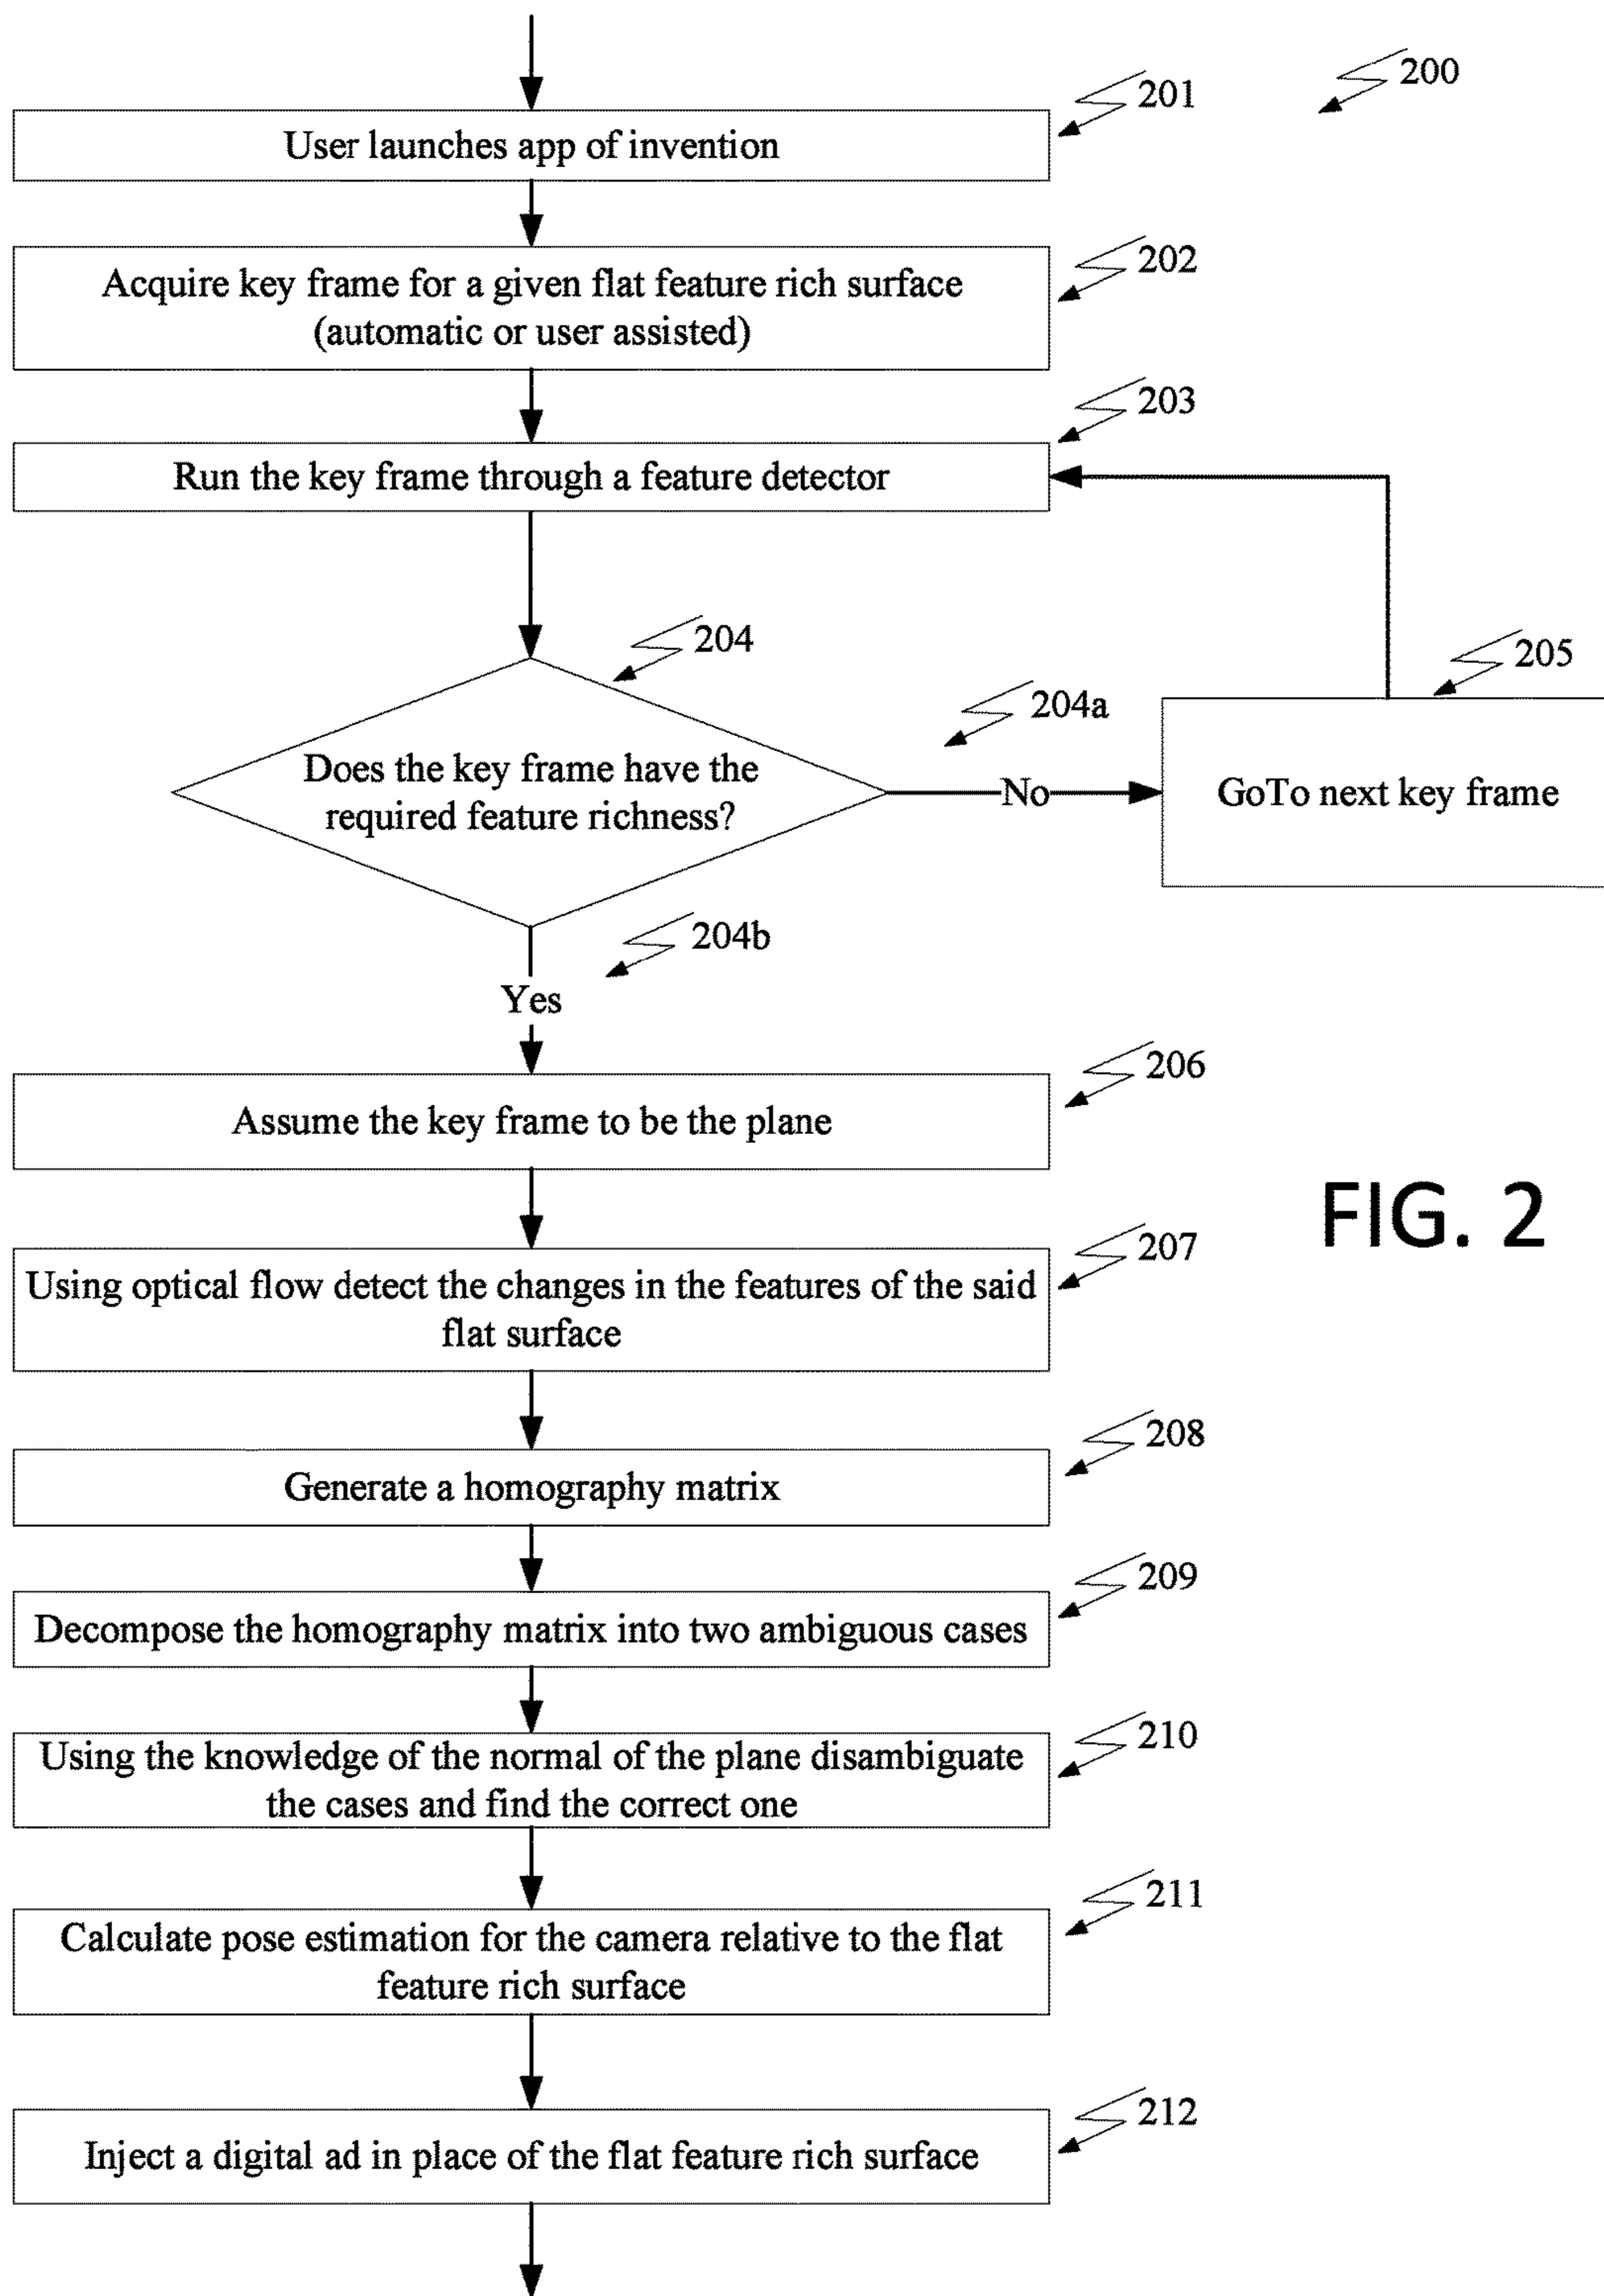 200
201
User launches app of invention
202
Acquire key frame for a given flat feature rich surface
(automatic or user assisted)
203
Run the key frame through a feature detector
204
204a
205
Does the key frame have the
required feature richness?
No
GoTo next key frame
204b
Yes
206
Assume the key frame to be the plane
FIG. 2
207
Using optical flow detect the changes in the features of the said
flat surface
208
Generate a homography matrix
209
Decompose the homography matrix into two ambiguous cases
210
Using the knowledge of the normal of the plane disambiguate
the cases and find the correct one
211
Calculate pose estimation for the camera relative to the flat
feature rich surface
212
Inject a digital ad in place of the flat feature rich surface